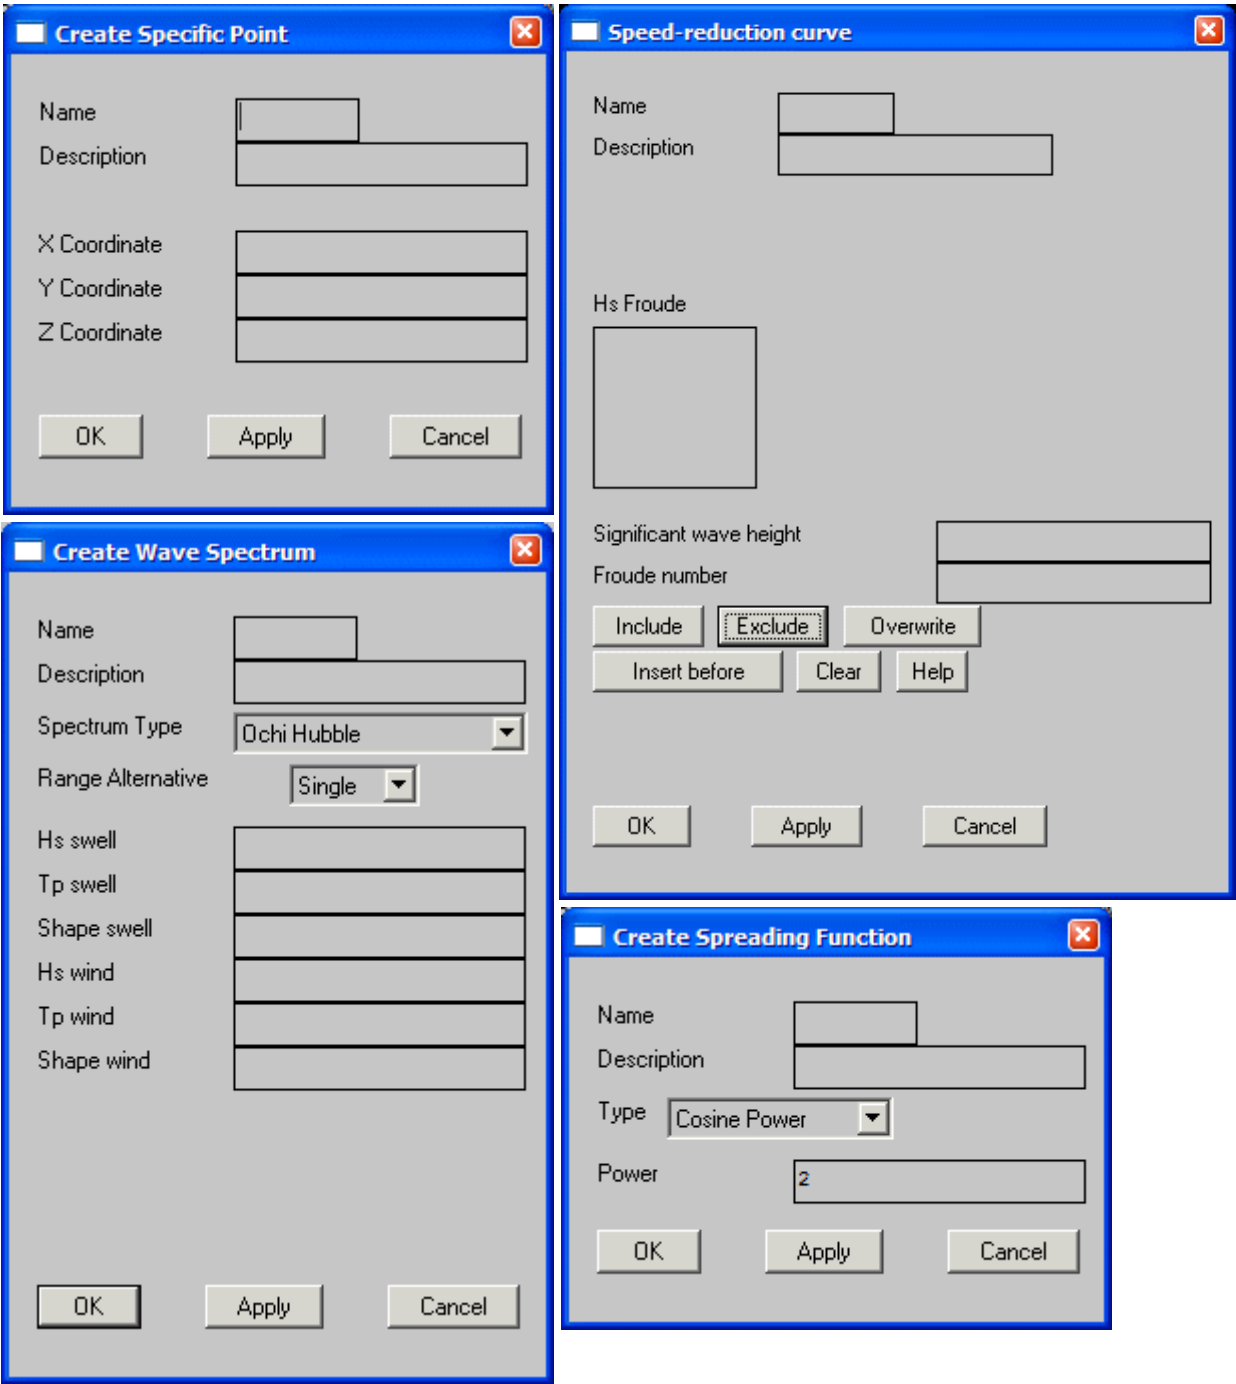 Create Specific Point
Name
Description
X Coordinate
Y Coordinate
Z Coordinate
OK Apply Cancel
Speed-reduction curve
Name
Description
Hs Froude
Significant wave height
Froude number
Include Exclude Overwrite
Insert before Clear Help
OK Apply Cancel
Create Wave Spectrum
Name
Description
Spectrum Type Ochi Hubble
Range Alternative Single
Hs swell
Tp swell
Shape swell
Hs wind
Tp wind
Shape wind
OK Apply Cancel
Create Spreading Function
Name
Description
Type Cosine Power
Power 2
OK Apply Cancel